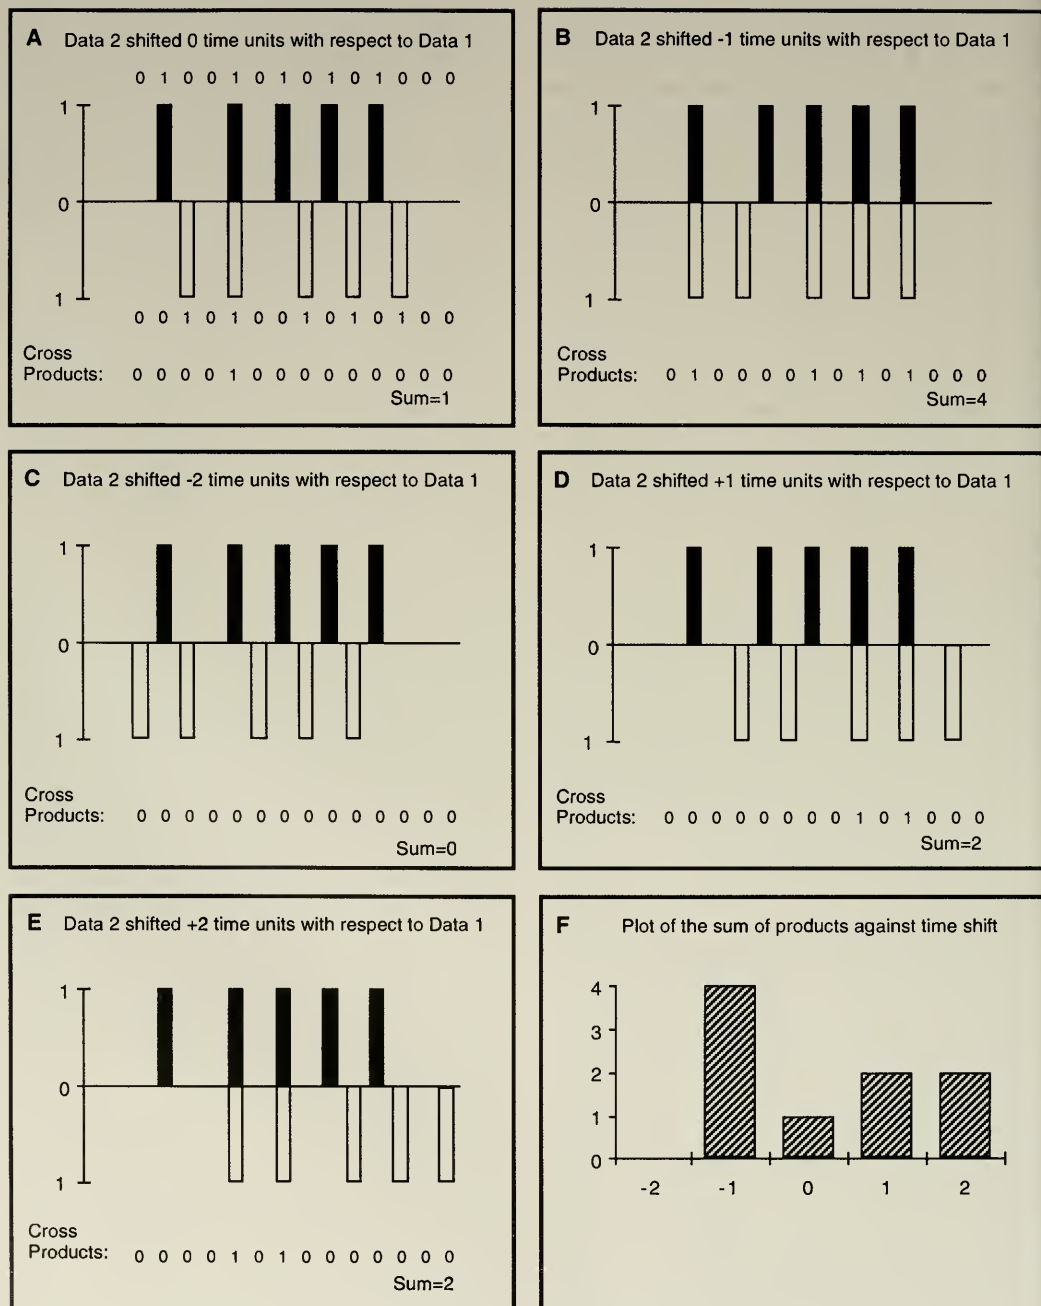 A Data 2 shifted 0 time units with respect to Data 1
0 1 0 0 1 0 1 0 1 0 1 0 0 0
1
0
1
0 0 1 0 1 0 0 1 0 1 0 1 0 0
Cross
Products: 0 0 0 0 1 0 0 0 0 0 0 0 0 0
Sum=1
B Data 2 shifted -1 time units with respect to Data 1
1
0
1
Cross
Products: 0 1 0 0 0 0 1 0 1 0 1 0 0 0
Sum=4
C Data 2 shifted -2 time units with respect to Data 1
1
0
1
Cross
Products: 0 0 0 0 0 0 0 0 0 0 0 0 0 0
Sum=0
D Data 2 shifted +1 time units with respect to Data 1
1
0
1
Cross
Products: 0 0 0 0 0 0 0 0 1 0 1 0 0 0
Sum=2
E Data 2 shifted +2 time units with respect to Data 1
1
0
1
Cross
Products: 0 0 0 0 1 0 1 0 0 0 0 0 0 0
Sum=2
F Plot of the sum of products against time shift
4
3
2
1
0
-2 -1 0 1 2